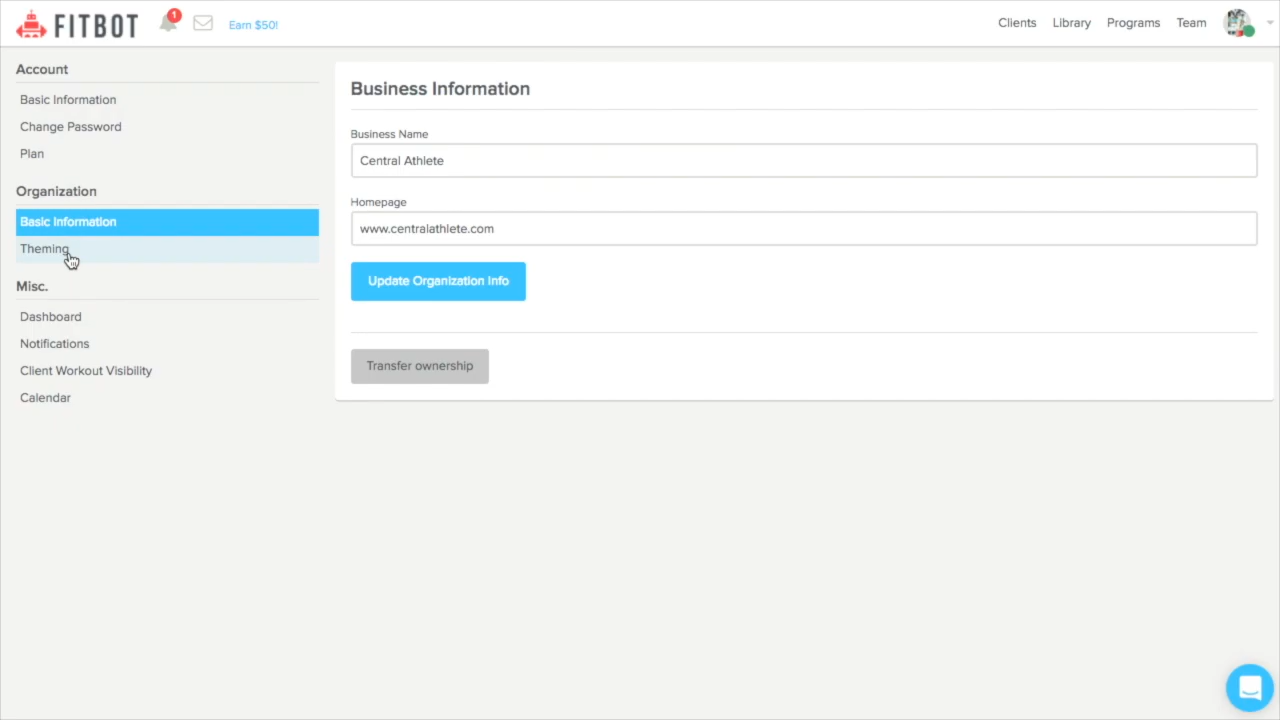 FITBOT
1
Earn $50!
Clients
Library
Programs
Team
Account
Basic Information
Change Password
Plan
Organization
Basic Information
Theming
Misc.
Dashboard
Notifications
Client Workout Visibility
Calendar
Business Information
Business Name
Central Athlete
Homepage
www.centralathlete.com
Update Organization Info
Transfer ownership